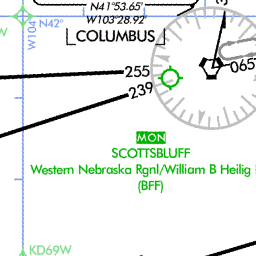 N41°53.65'
W103°28.92'
N42°
W104
COLUMBUS
065
255
239
MON
SCOTTSBLUFF
Western Nebraska Rgnl/William B Heilig
(BFF)
KD69W